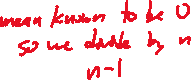 mean known to be 0
so we divide by n
n-1